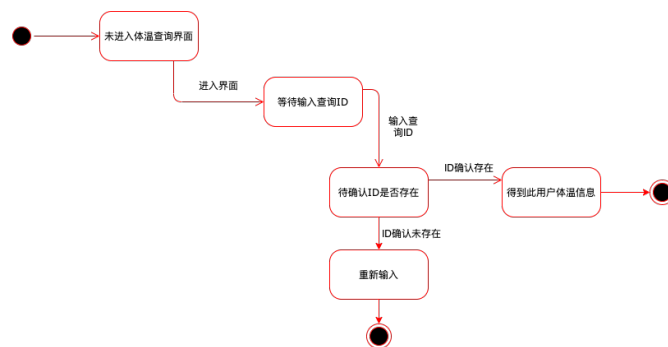 未进入体温查询界面
进入界面
等待输入查询ID
输入查
询ID
ID确认存在
待确认ID是否存在
得到此用户体温信息
ID确认未存在
重新输入